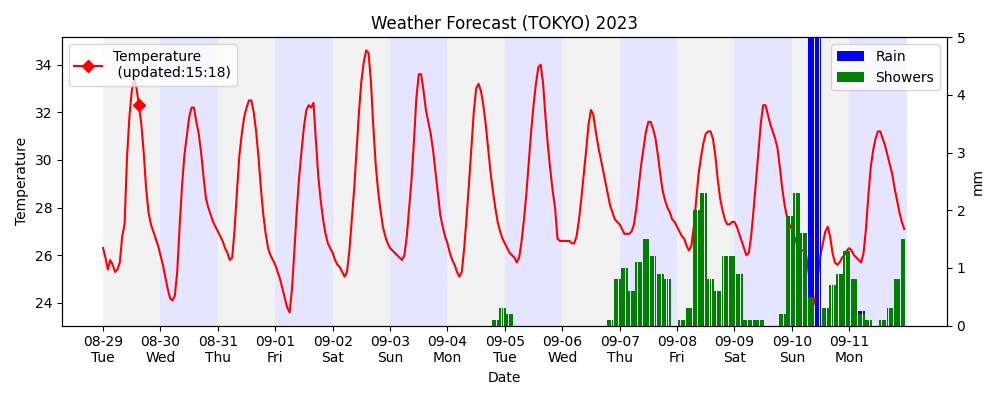 Weather Forecast (TOKYO) 2023
Temperature
(updated:15:18)
Rain
Showers
Temperature
34
32
30
28
26
24
5
4
3
2
1
0
mm
08-29 08-30 08-31 09-01 09-02 09-03 09-04 09-05 09-06 09-07 09-08 09-09 09-10 09-11
Tue Wed Thu Fri Sat Sun Mon Tue Wed Thu Fri Sat Sun Mon
Date